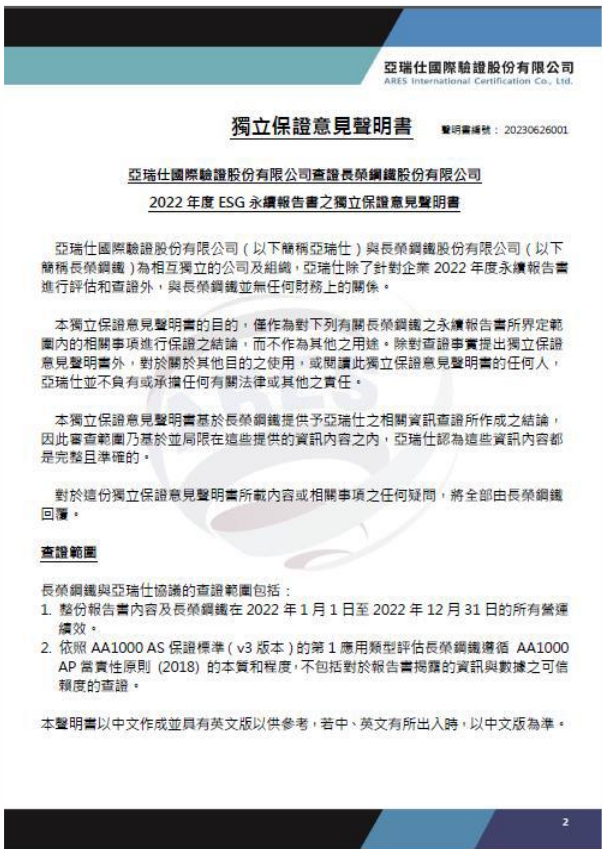 亞瑞仕國際驗證股份有限公司
ARES International Certification Co., Ltd.
獨立保證意見聲明書
聲明書編號：20230626001
亞瑞仕國際驗證股份有限公司查證長榮鋼鐵股份有限公司
2022 年度 ESG 永續報告書之獨立保證意見聲明書
亞瑞仕國際驗證股份有限公司（以下簡稱亞瑞仕）與長榮鋼鐵股份有限公司（以下
簡稱長榮鋼鐵）為相互獨立的公司及組織，亞瑞仕除了針對企業 2022 年度永續報告書
進行評估和查證外，與長榮鋼鐵並無任何財務上的關係。
本獨立保證意見聲明書的目的，僅作為對下列有關長榮鋼鐵之永續報告書所界定範
圍內的相關事項進行保證之結論，而不作為其他之用途。除對查證事實提出獨立保證
意見聲明書外，對於關於其他目的之使用，或閱讀此獨立保證意見聲明書的任何人，
亞瑞仕並不負有或承擔任何有關法律或其他之責任。
本獨立保證意見聲明書基於長榮鋼鐵提供予亞瑞仕之相關資訊查證所作成之結論，
因此審查範圍乃基於並局限在這些提供的資訊內容之內，亞瑞仕認為這些資訊內容都
是完整且準確的。
對於這份獨立保證意見聲明書所載內容或相關事項之任何疑問，將全部由長榮鋼鐵
回覆。
查證範圍
長榮鋼鐵與亞瑞仕協議的查證範圍包括：
1. 整份報告書內容及長榮鋼鐵在 2022 年 1 月 1 日至 2022 年 12 月 31 日的所有營運
績效。
2. 依照 AA1000 AS 保證標準（v3 版本）的第 1 應用類型評估長榮鋼鐵遵循 AA1000
AP 當責性原則 (2018) 的本質和程度，不包括對於報告書揭露的資訊與數據之可信
賴度的查證。
本聲明書以中文作成並具有英文版以供參考，若中、英文有所出入時，以中文版為準。
ARES
2